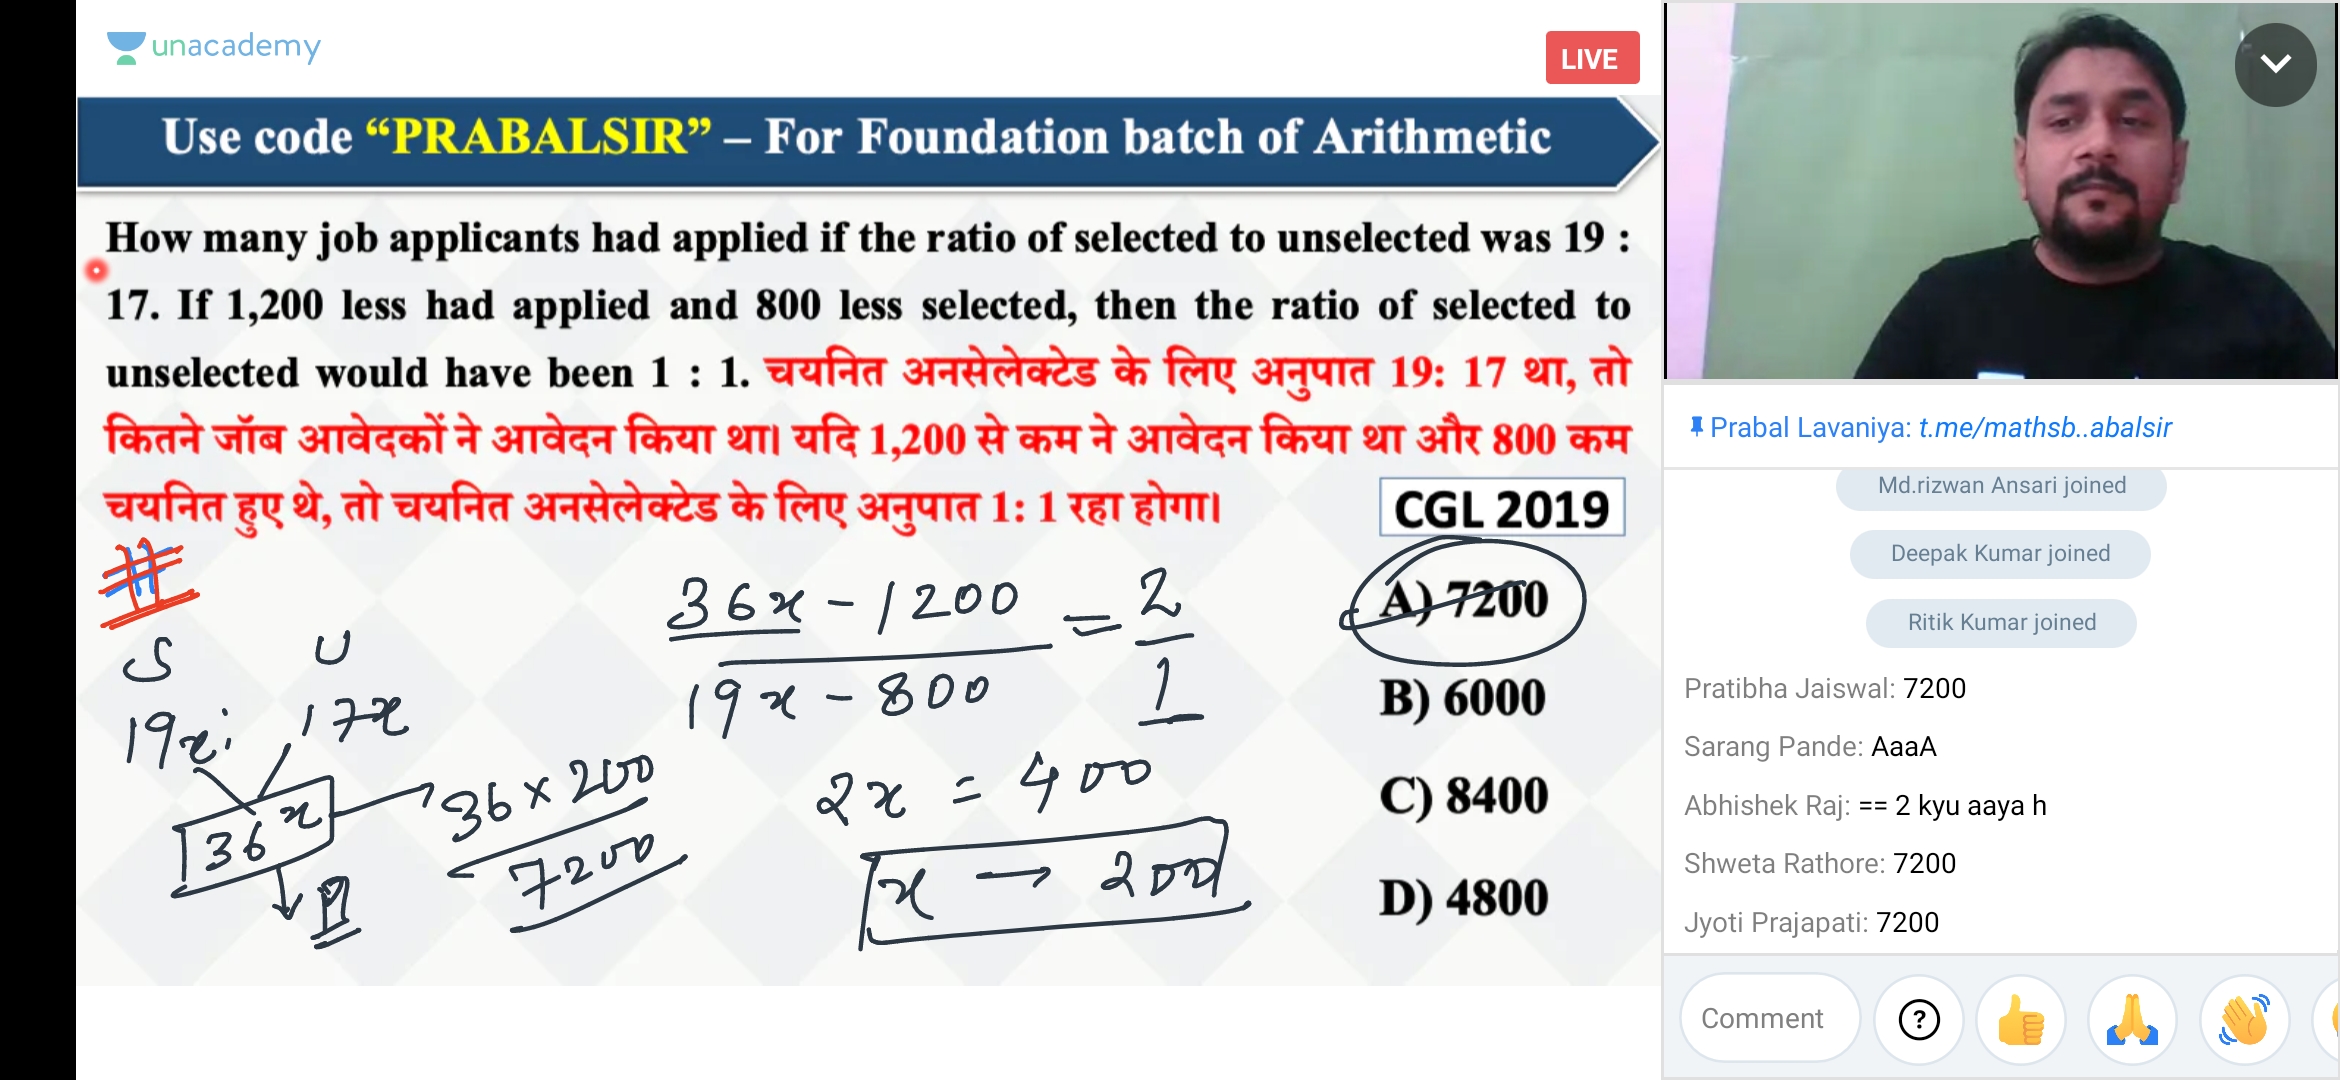 unacademy
LIVE
Use code “PRABALSIR” – For Foundation batch of Arithmetic
How many job applicants had applied if the ratio of selected to unselected was 19 :
17. If 1,200 less had applied and 800 less selected, then the ratio of selected to
unselected would have been 1 : 1. चयनित अनसेलेक्टेड के लिए अनुपात 19: 17 था, तो
कितने जॉब आवेदकों ने आवेदन किया था। यदि 1,200 से कम ने आवेदन किया था और 800 कम
चयनित हुए थे, तो चयनित अनसेलेक्टेड के लिए अनुपात 1: 1 रहा होगा।
CGL 2019
#
S U
19x: 17x
36x
36 × 200
7200
36x – 1200 = 2
19x – 800 1
2x = 400
x → 200
A) 7200
B) 6000
C) 8400
D) 4800
Prabal Lavaniya: t.me/mathsb..abalsir
Md.rizwan Ansari joined
Deepak Kumar joined
Ritik Kumar joined
Pratibha Jaiswal: 7200
Sarang Pande: AaaA
Abhishek Raj: == 2 kyu aaya h
Shweta Rathore: 7200
Jyoti Prajapati: 7200
Comment
?